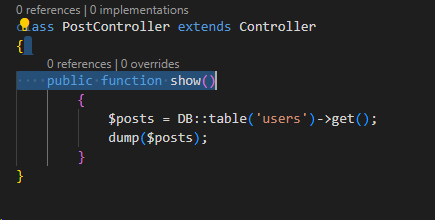 0 references | 0 implementations
class PostController extends Controller
{
0 references | 0 overrides
public function show()
{
$posts = DB::table('users')->get();
dump($posts);
}
}